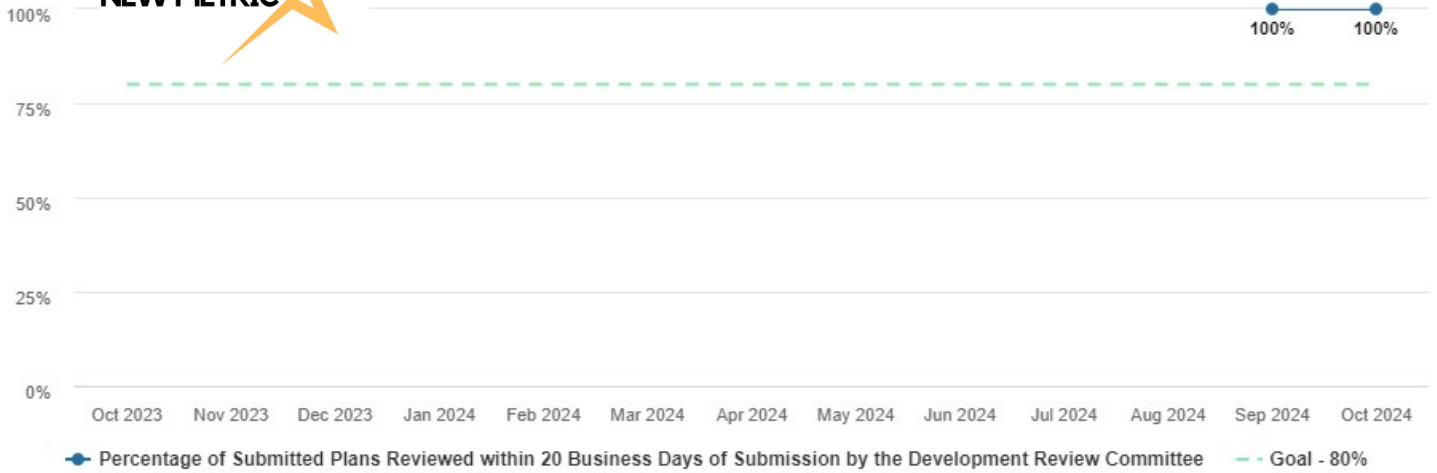 NEW METRIC
100%
100% 100%
75%
50%
25%
0%
Oct 2023 Nov 2023 Dec 2023 Jan 2024 Feb 2024 Mar 2024 Apr 2024 May 2024 Jun 2024 Jul 2024 Aug 2024 Sep 2024 Oct 2024
Percentage of Submitted Plans Reviewed within 20 Business Days of Submission by the Development Review Committee Goal - 80%